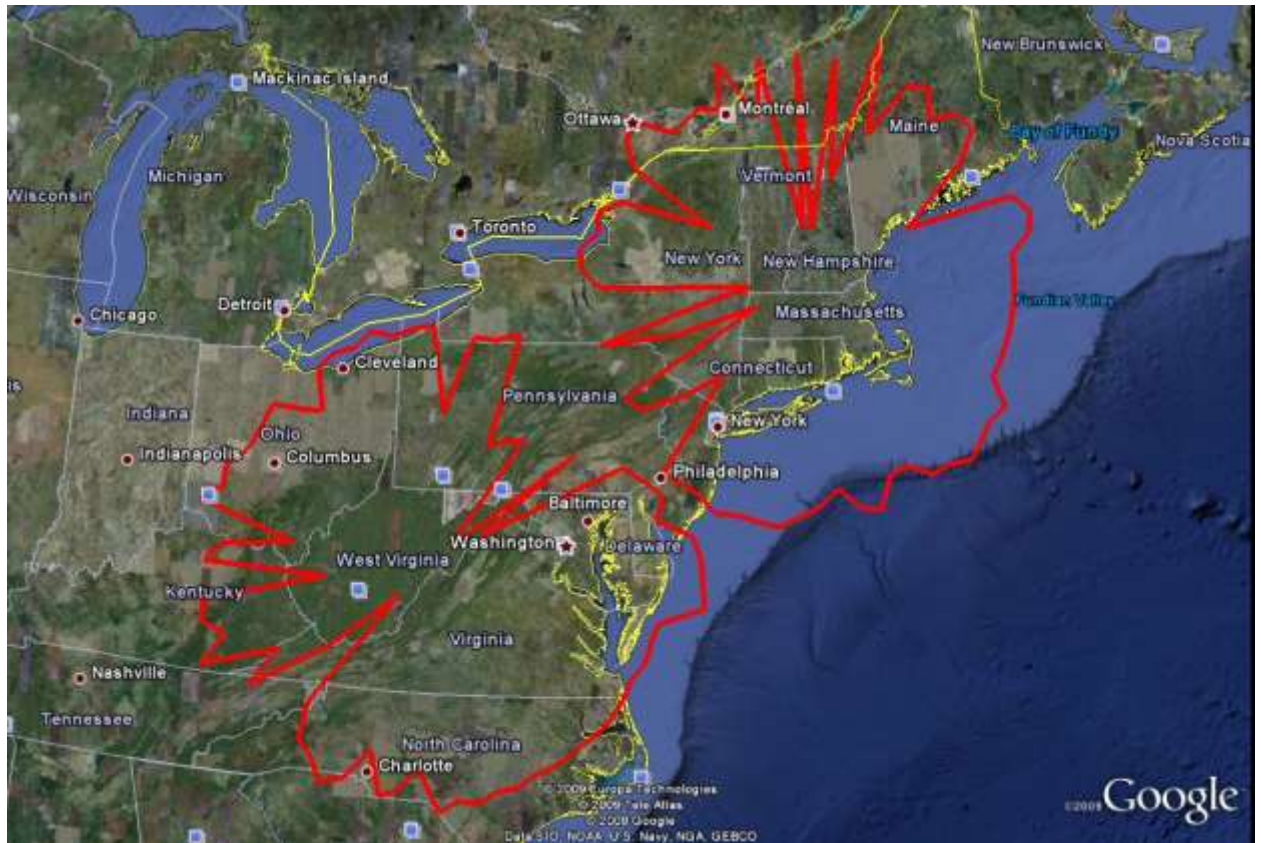 New Brunswick
Mackinac Island
Ottawa
Montréal
Maine
Bay of Fundy
Nova Scotia
Wisconsin
Michigan
Vermont
Toronto
New York
New Hampshire
Detroit
Chicago
Fundian Valley
Massachusetts
Cleveland
Connecticut
Pennsylvania
Indiana
Ohio
New York
Indianapolis
Columbus
Philadelphia
Baltimore
Washington
Delaware
West Virginia
Kentucky
Virginia
Nashville
Tennessee
North Carolina
Charlotte
© 2009 Europa Technologies
© 2009 Tele Atlas
© 2009 Google
Data SIO, NOAA, U.S. Navy, NGA, GEBCO
©2009 Google